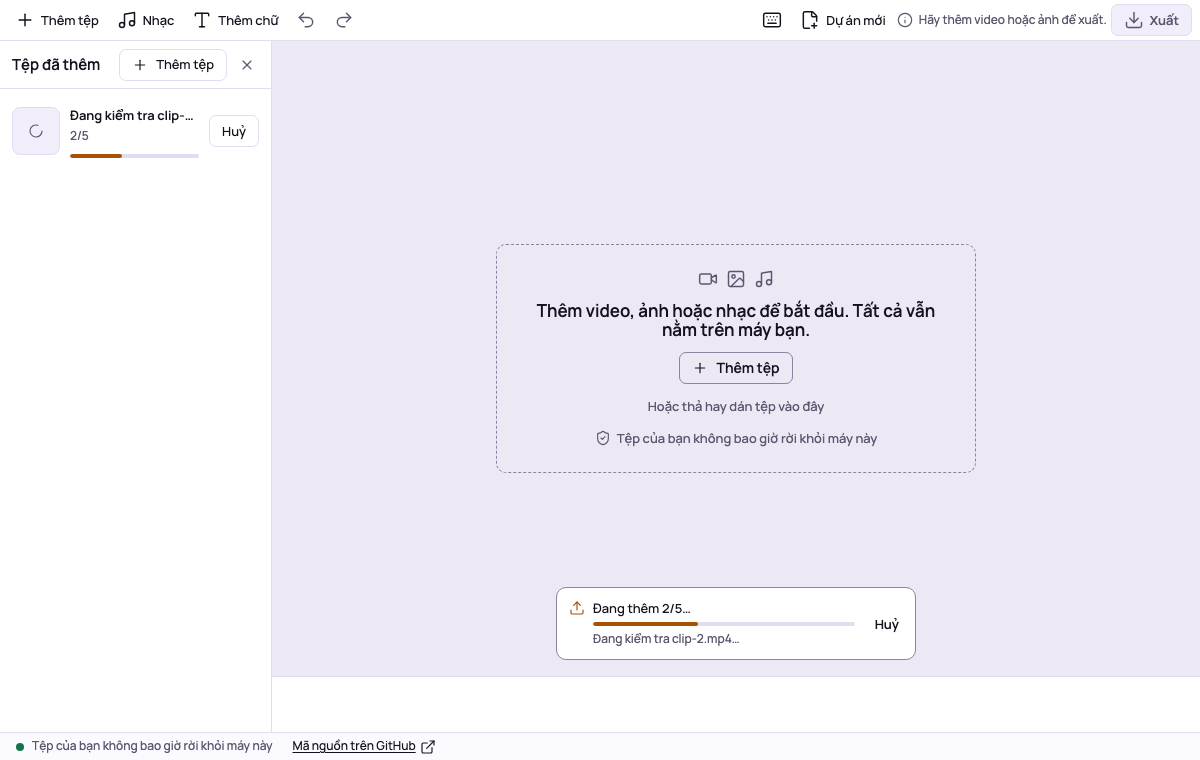 Thêm tệp
Nhạc
Thêm chữ
Dự án mới
Hãy thêm video hoặc ảnh để xuất.
Xuất
Tệp đã thêm
Thêm tệp
Đang kiểm tra clip-…
2/5
Huỷ
Thêm video, ảnh hoặc nhạc để bắt đầu. Tất cả vẫn
nằm trên máy bạn.
Thêm tệp
Hoặc thả hay dán tệp vào đây
Tệp của bạn không bao giờ rời khỏi máy này
Đang thêm 2/5…
Đang kiểm tra clip-2.mp4…
Huỷ
Tệp của bạn không bao giờ rời khỏi máy này
Mã nguồn trên GitHub